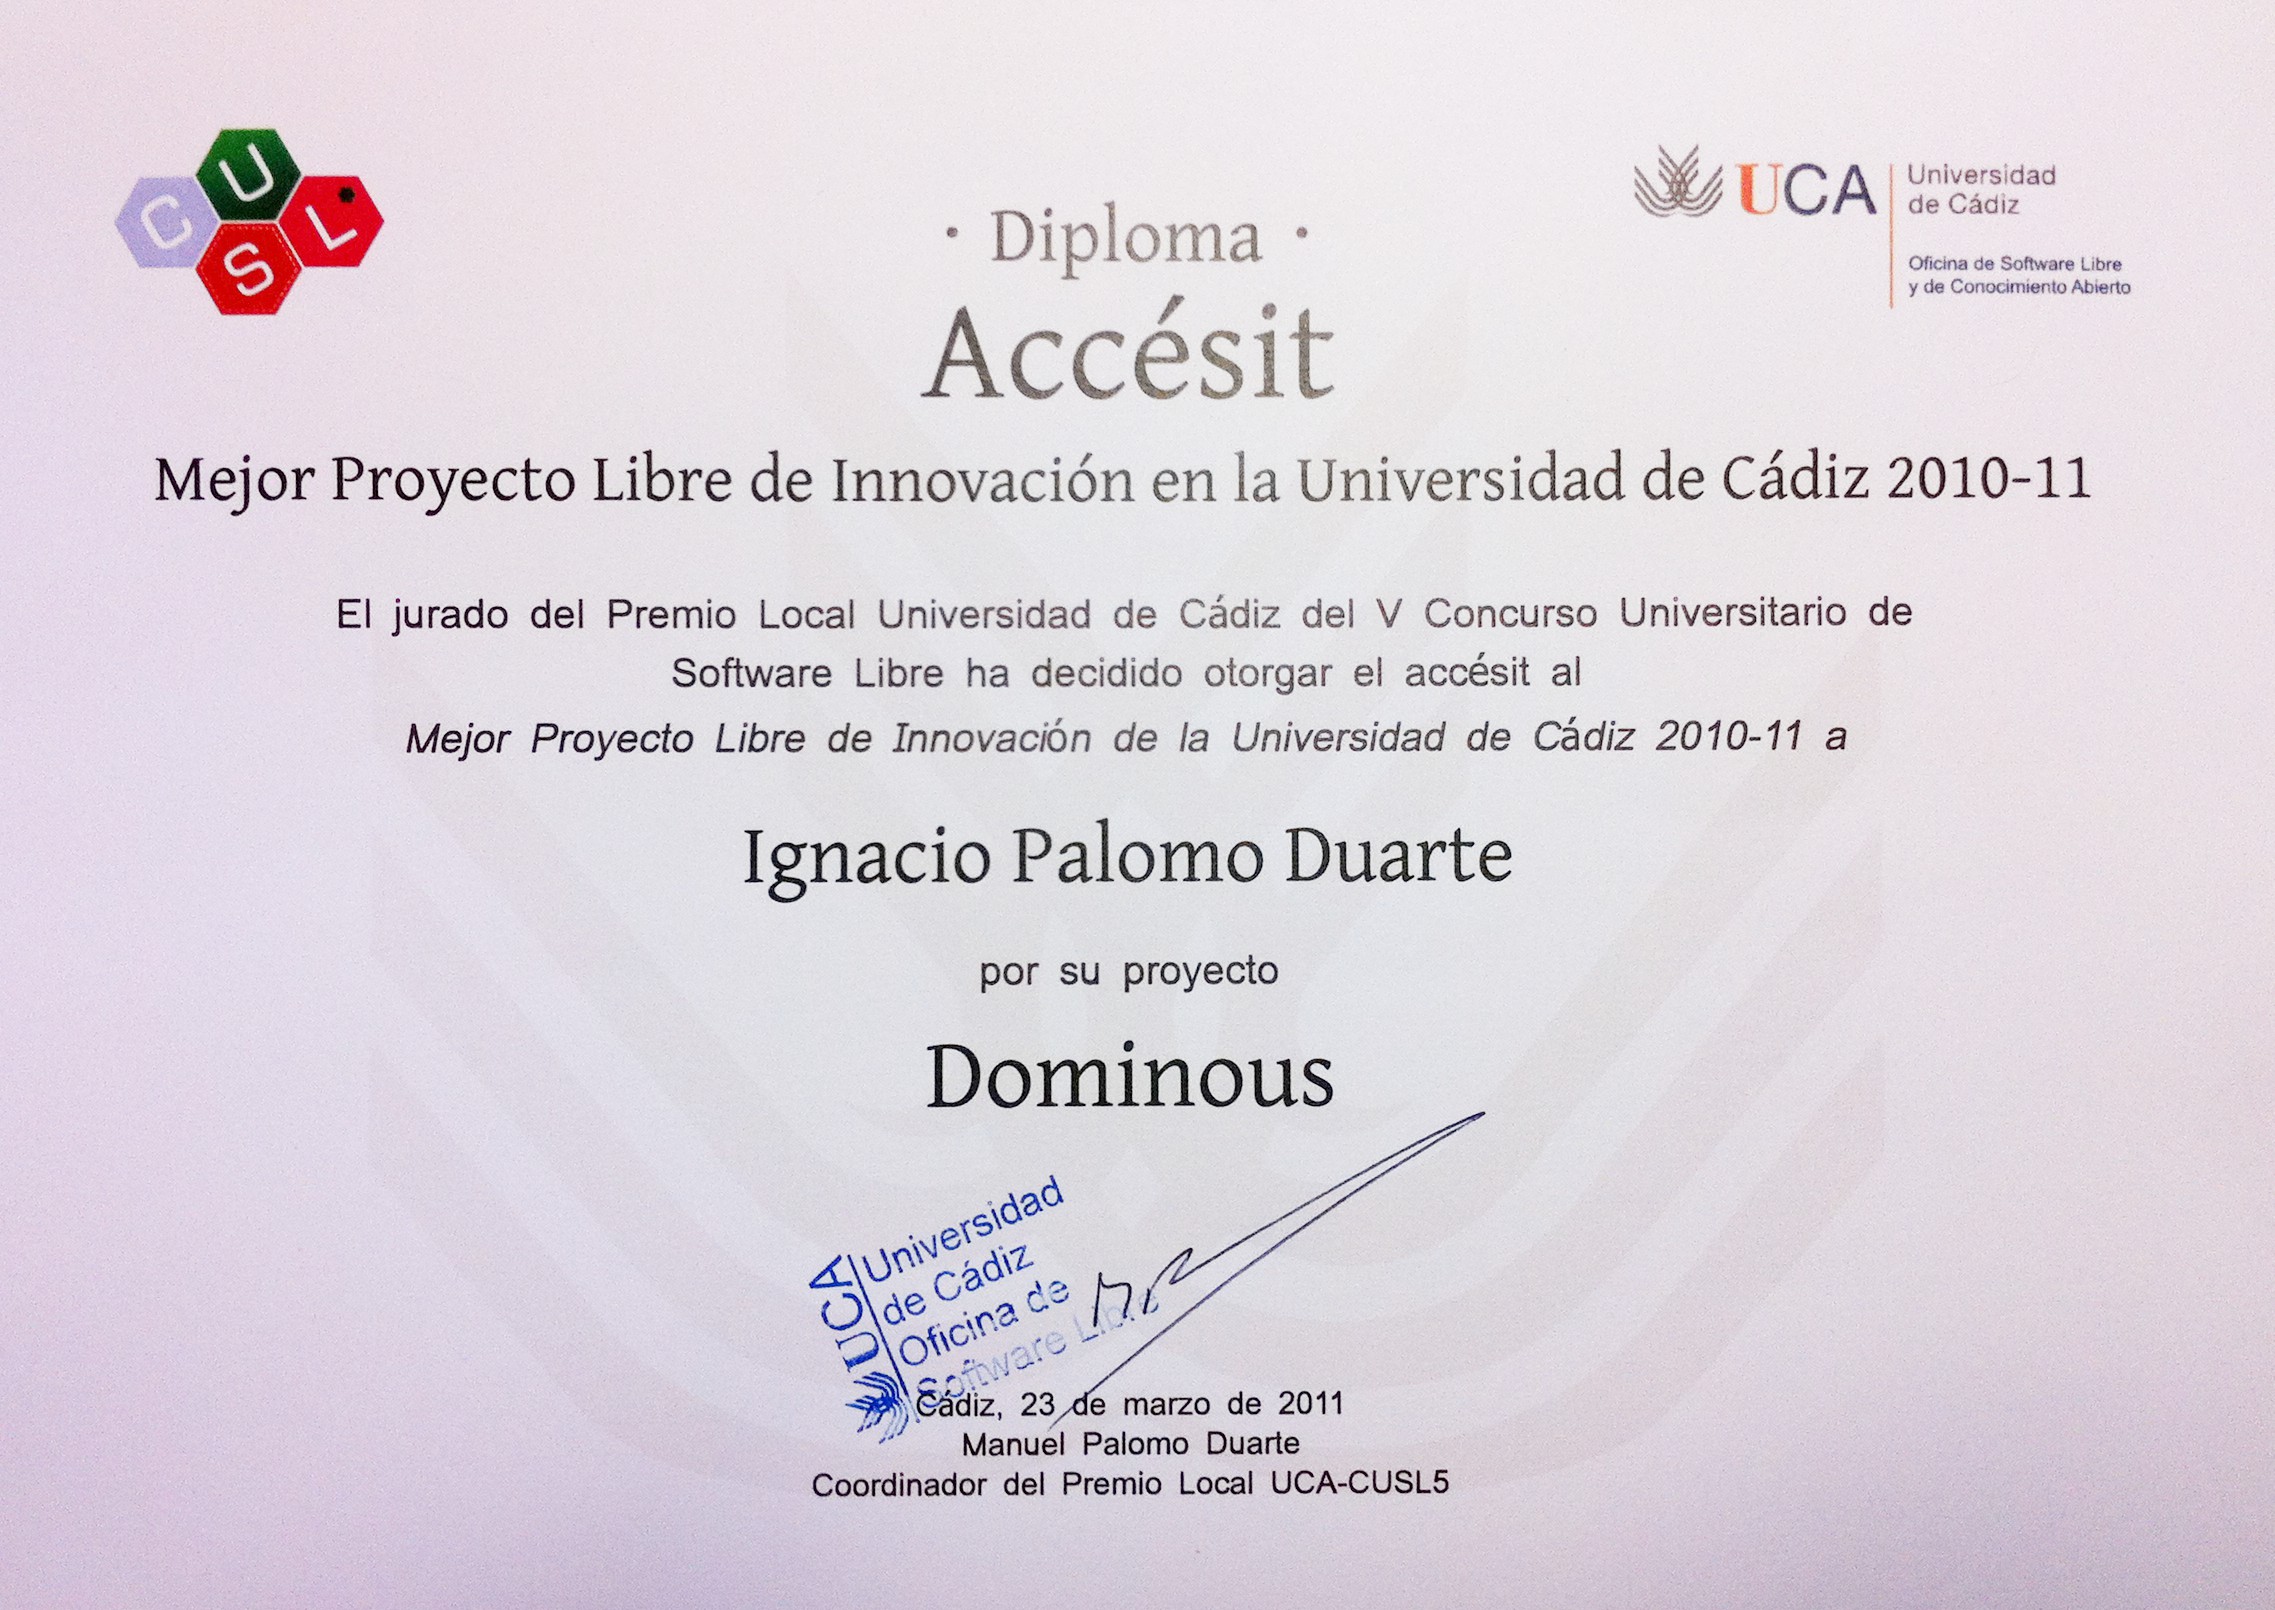 CUSL
UCA Universidad
de Cádiz
Oficina de Software Libre
y de Conocimiento Abierto
· Diploma ·
Accésit
Mejor Proyecto Libre de Innovación en la Universidad de Cádiz 2010-11
El jurado del Premio Local Universidad de Cádiz del V Concurso Universitario de
Software Libre ha decidido otorgar el accésit al
Mejor Proyecto Libre de Innovación de la Universidad de Cádiz 2010-11 a
Ignacio Palomo Duarte
por su proyecto
Dominous
UCA
Universidad
de Cádiz
Oficina de
Software Libre
Cádiz, 23 de marzo de 2011
Manuel Palomo Duarte
Coordinador del Premio Local UCA-CUSL5